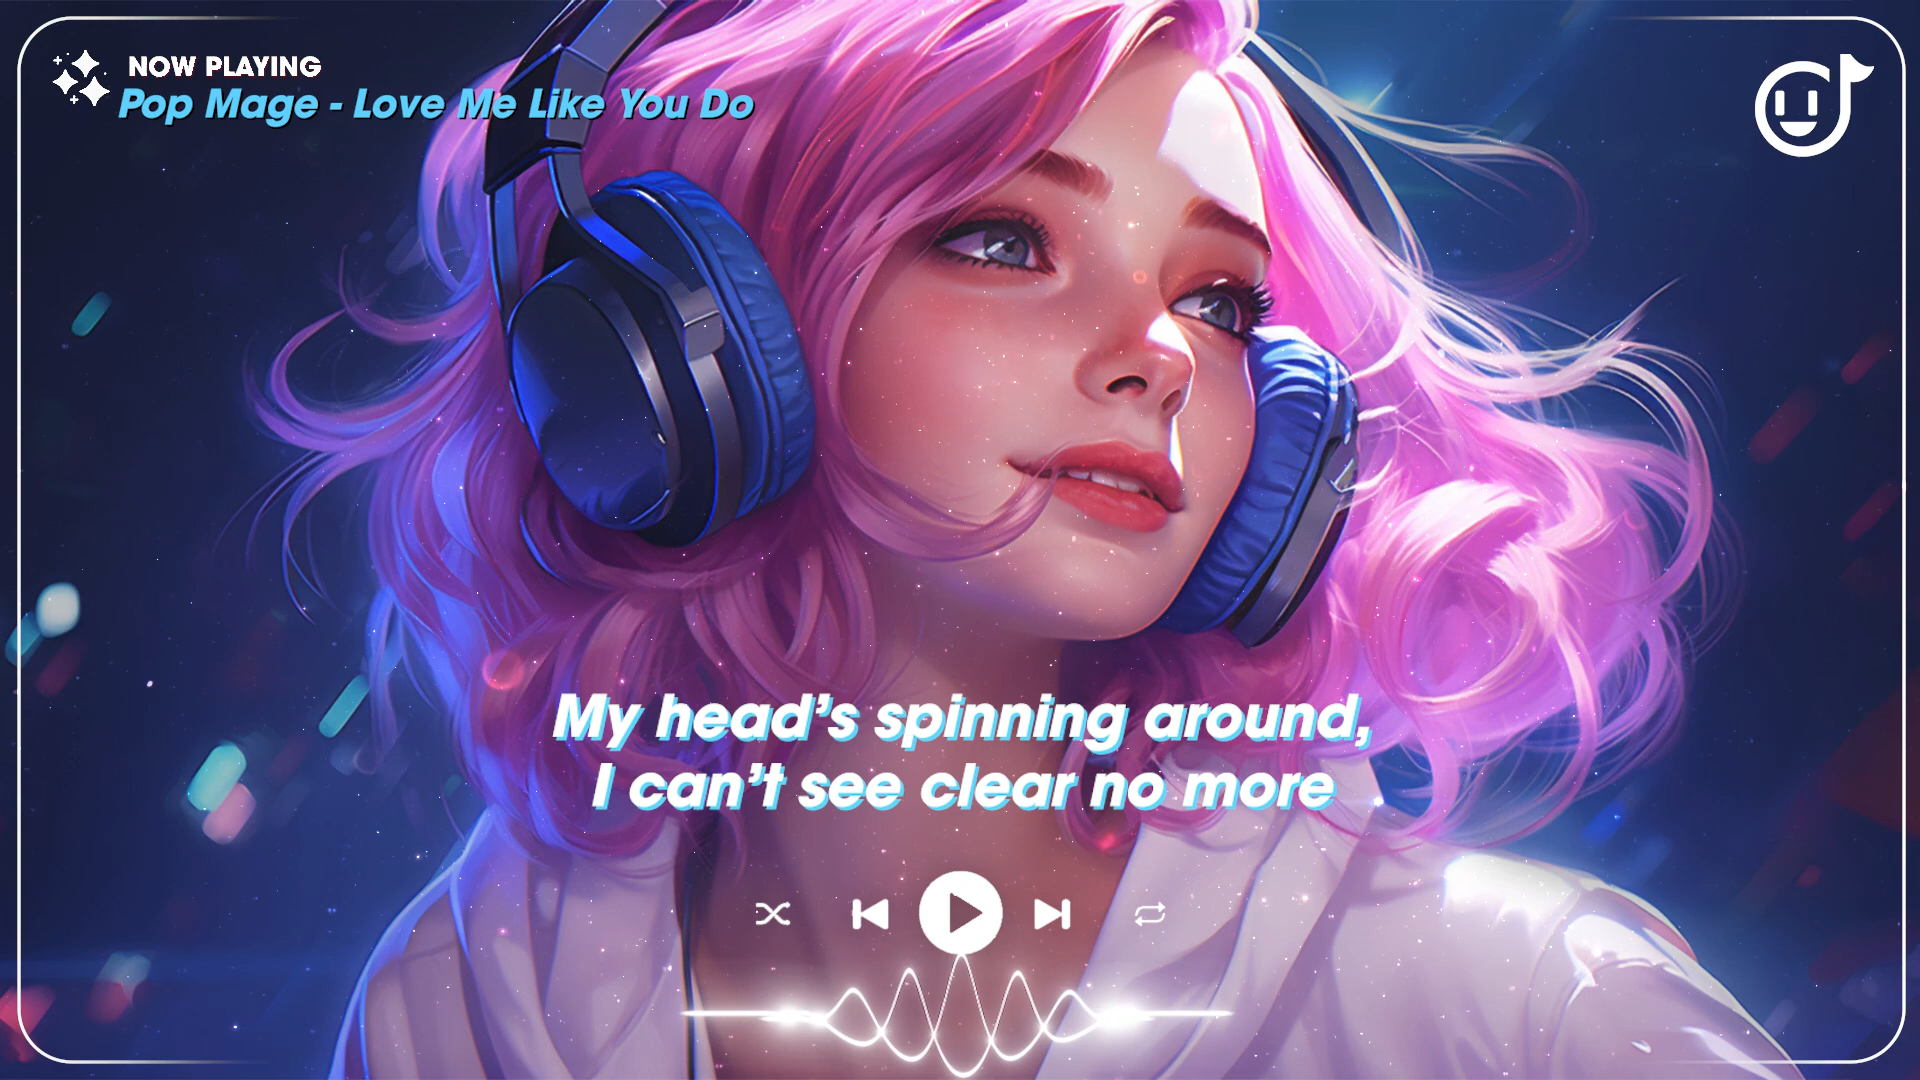 NOW PLAYING
Pop Mage - Love Me Like You Do
My head's spinning around,
I can't see clear no more